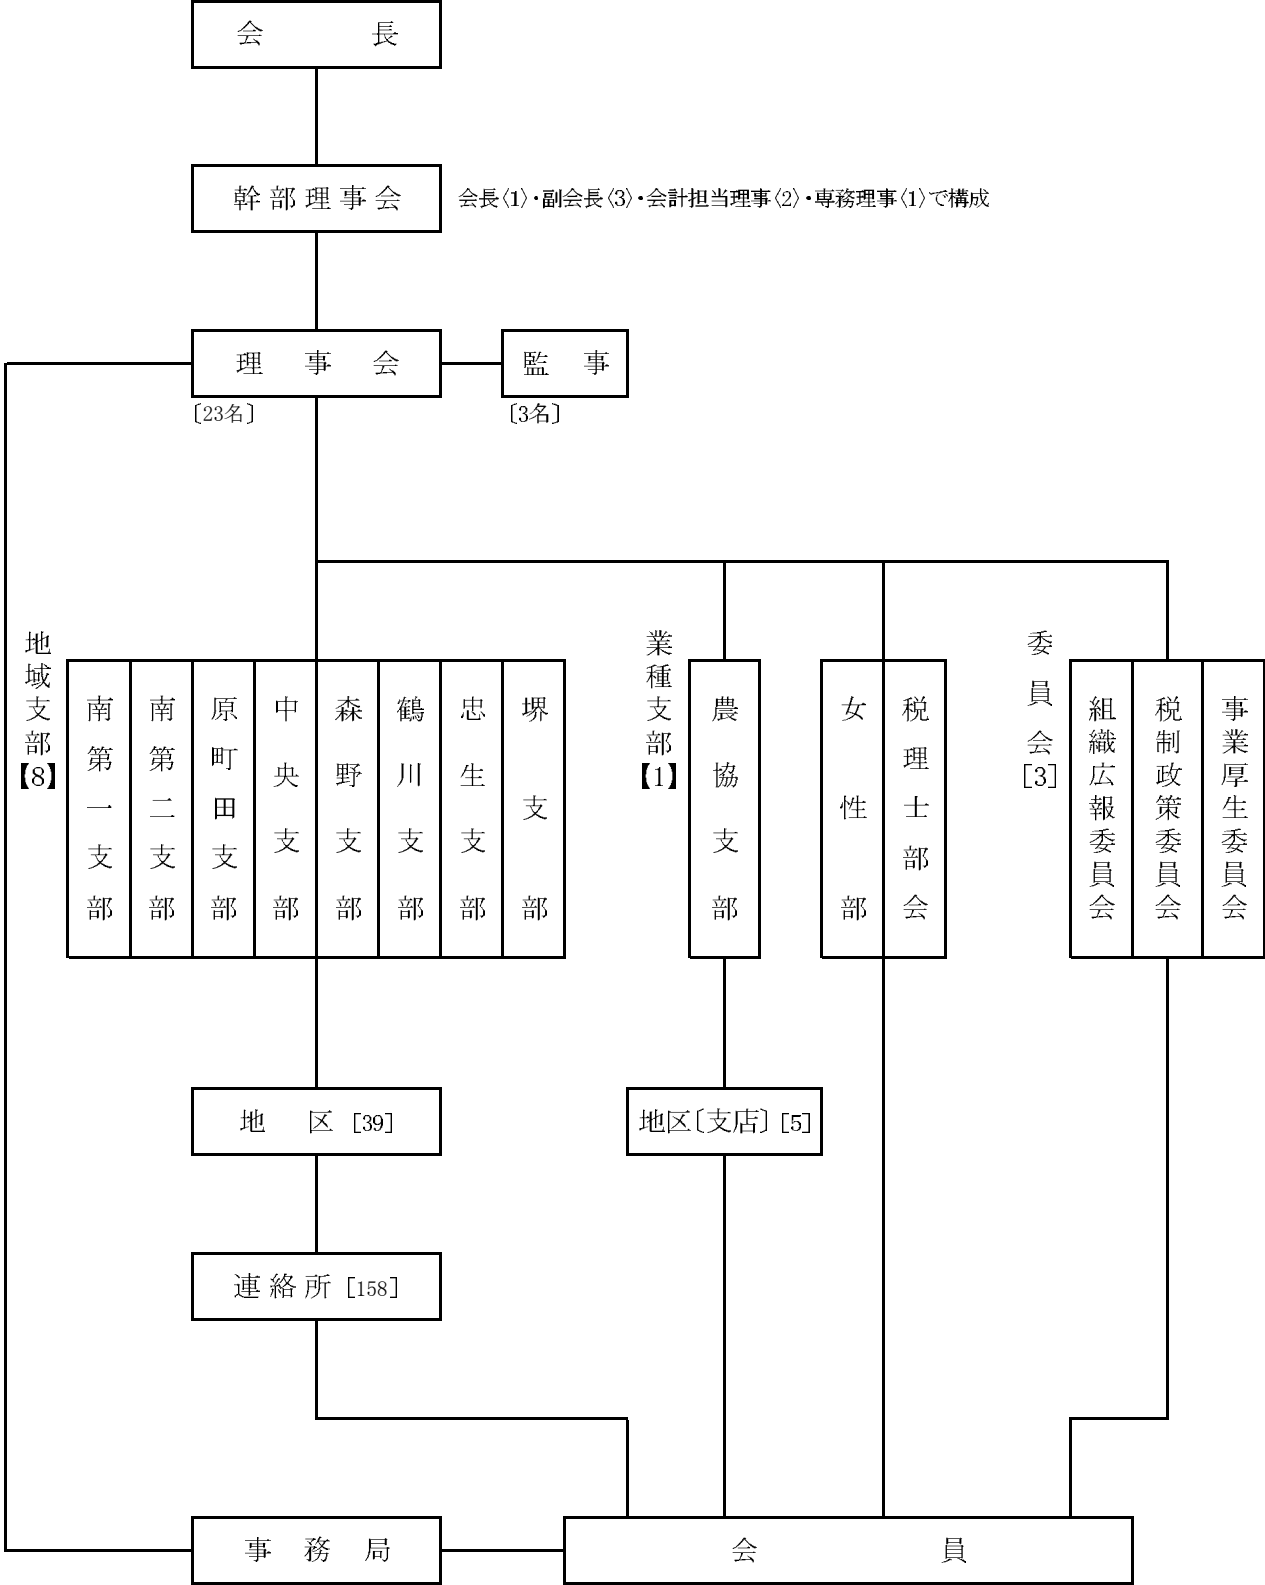 会長
幹部理事会
会長〈1〉・副会長〈3〉・会計担当理事〈2〉・専務理事〈1〉で構成
理事会
〔23名〕
監事
〔3名〕
地域支部【8】
南第一支部
南第二支部
原町田支部
中央支部
森野支部
鶴川支部
忠生支部
堺支部
業種支部【1】
農協支部
女性部
税理士部会
委員会［3］
組織広報委員会
税制政策委員会
事業厚生委員会
地区［39］
地区〔支店〕［5］
連絡所［158］
事務局
会員